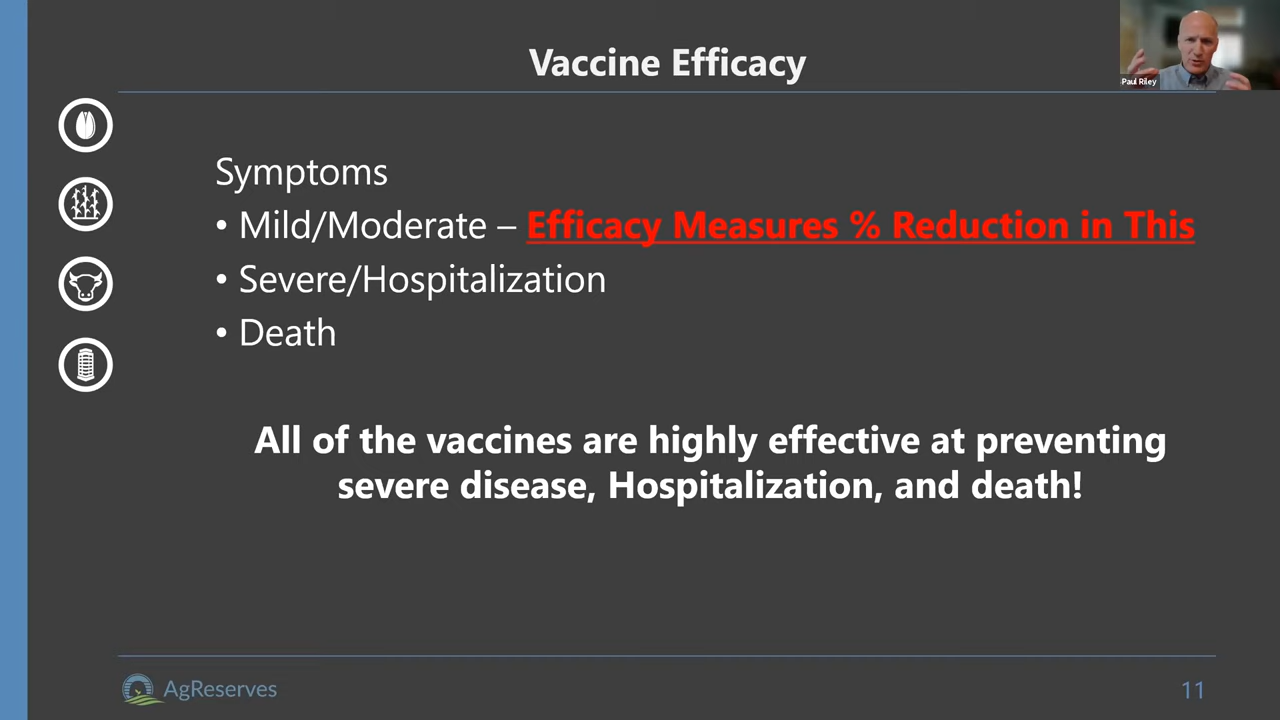 Vaccine Efficacy
Paul Riley
Symptoms
• Mild/Moderate – Efficacy Measures % Reduction in This
• Severe/Hospitalization
• Death
All of the vaccines are highly effective at preventing
severe disease, Hospitalization, and death!
AgReserves
11